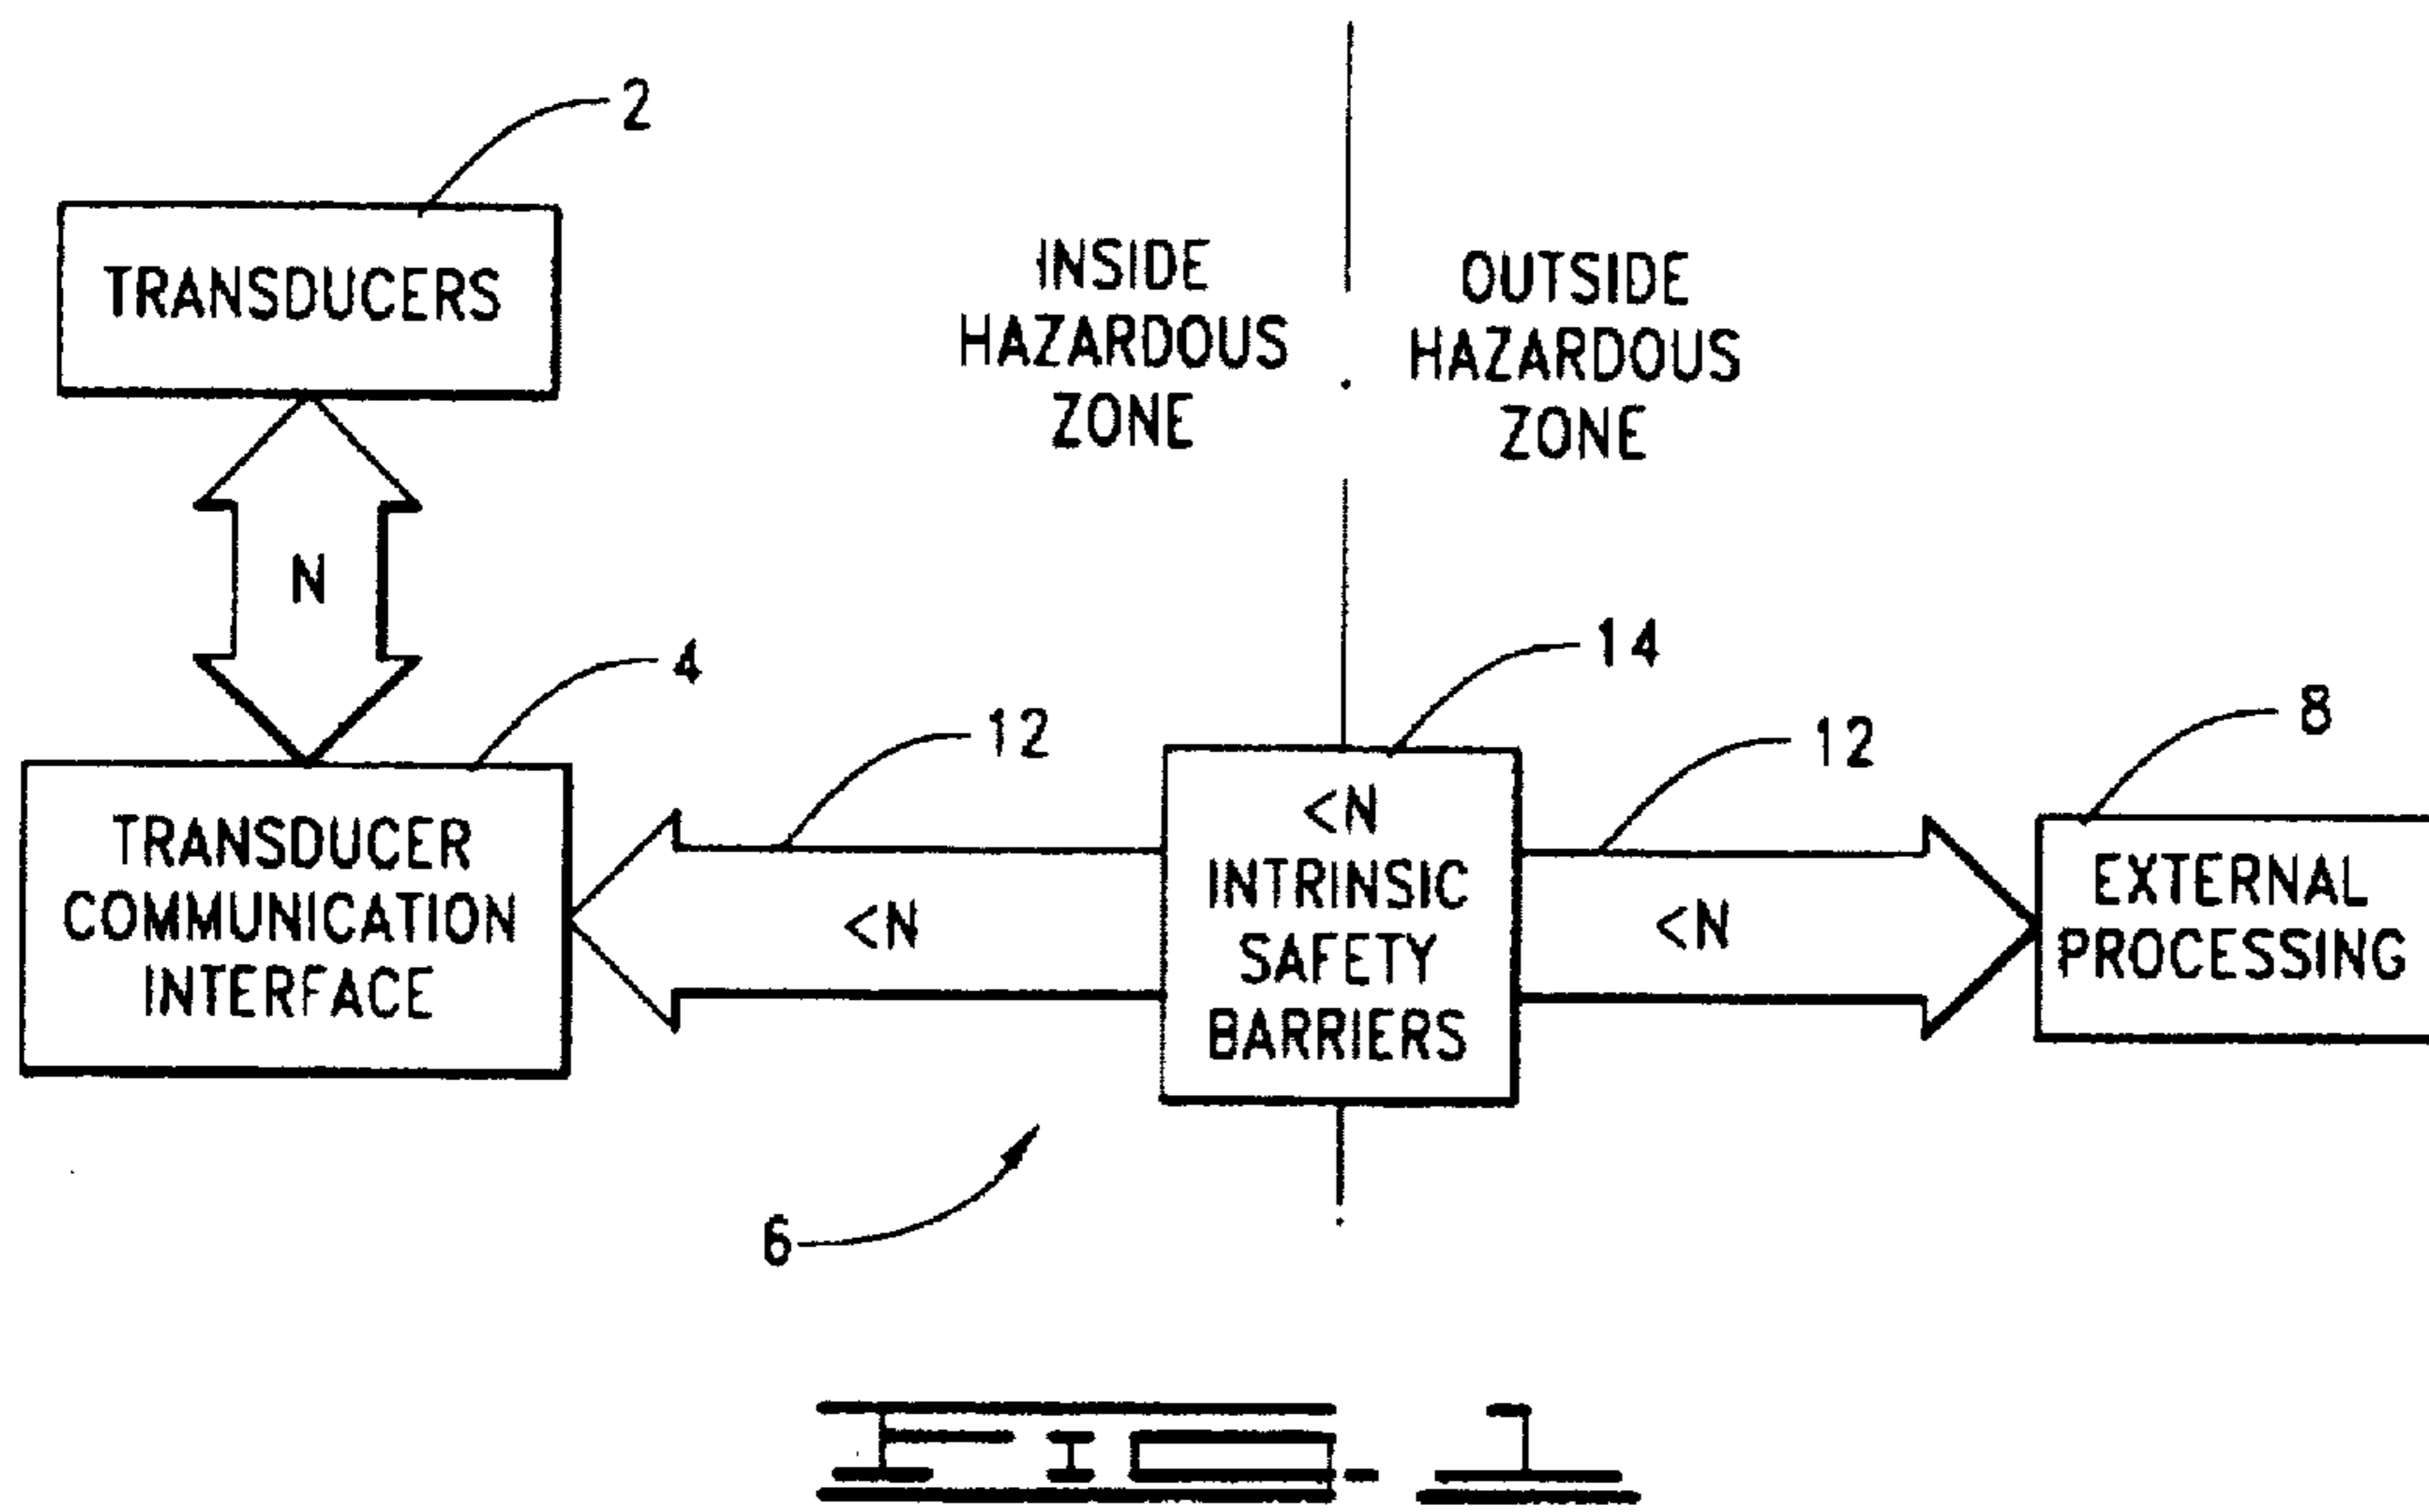 2
TRANSDUCERS
INSIDE
HAZARDOUS
ZONE
OUTSIDE
HAZARDOUS
ZONE
N
4
TRANSDUCER
COMMUNICATION
INTERFACE
12
<N
14
<N
INTRINSIC
SAFETY
BARRIERS
12
<N
8
EXTERNAL
PROCESSING
6
FIG-1